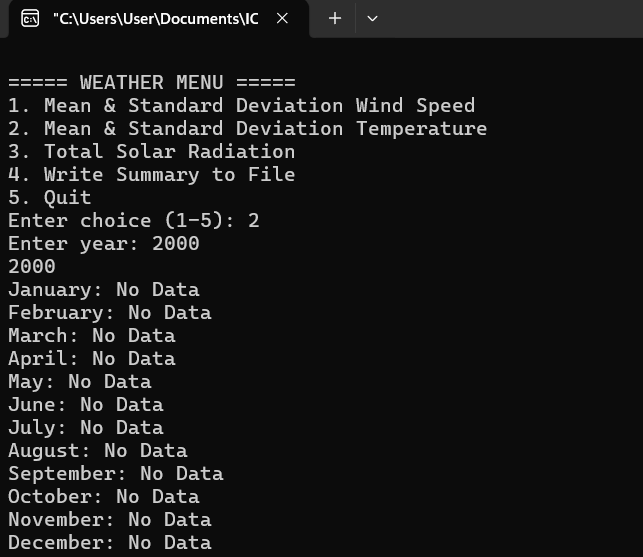 "C:\Users\User\Documents\IC
===== WEATHER MENU =====
1. Mean & Standard Deviation Wind Speed
2. Mean & Standard Deviation Temperature
3. Total Solar Radiation
4. Write Summary to File
5. Quit
Enter choice (1-5): 2
Enter year: 2000
2000
January: No Data
February: No Data
March: No Data
April: No Data
May: No Data
June: No Data
July: No Data
August: No Data
September: No Data
October: No Data
November: No Data
December: No Data